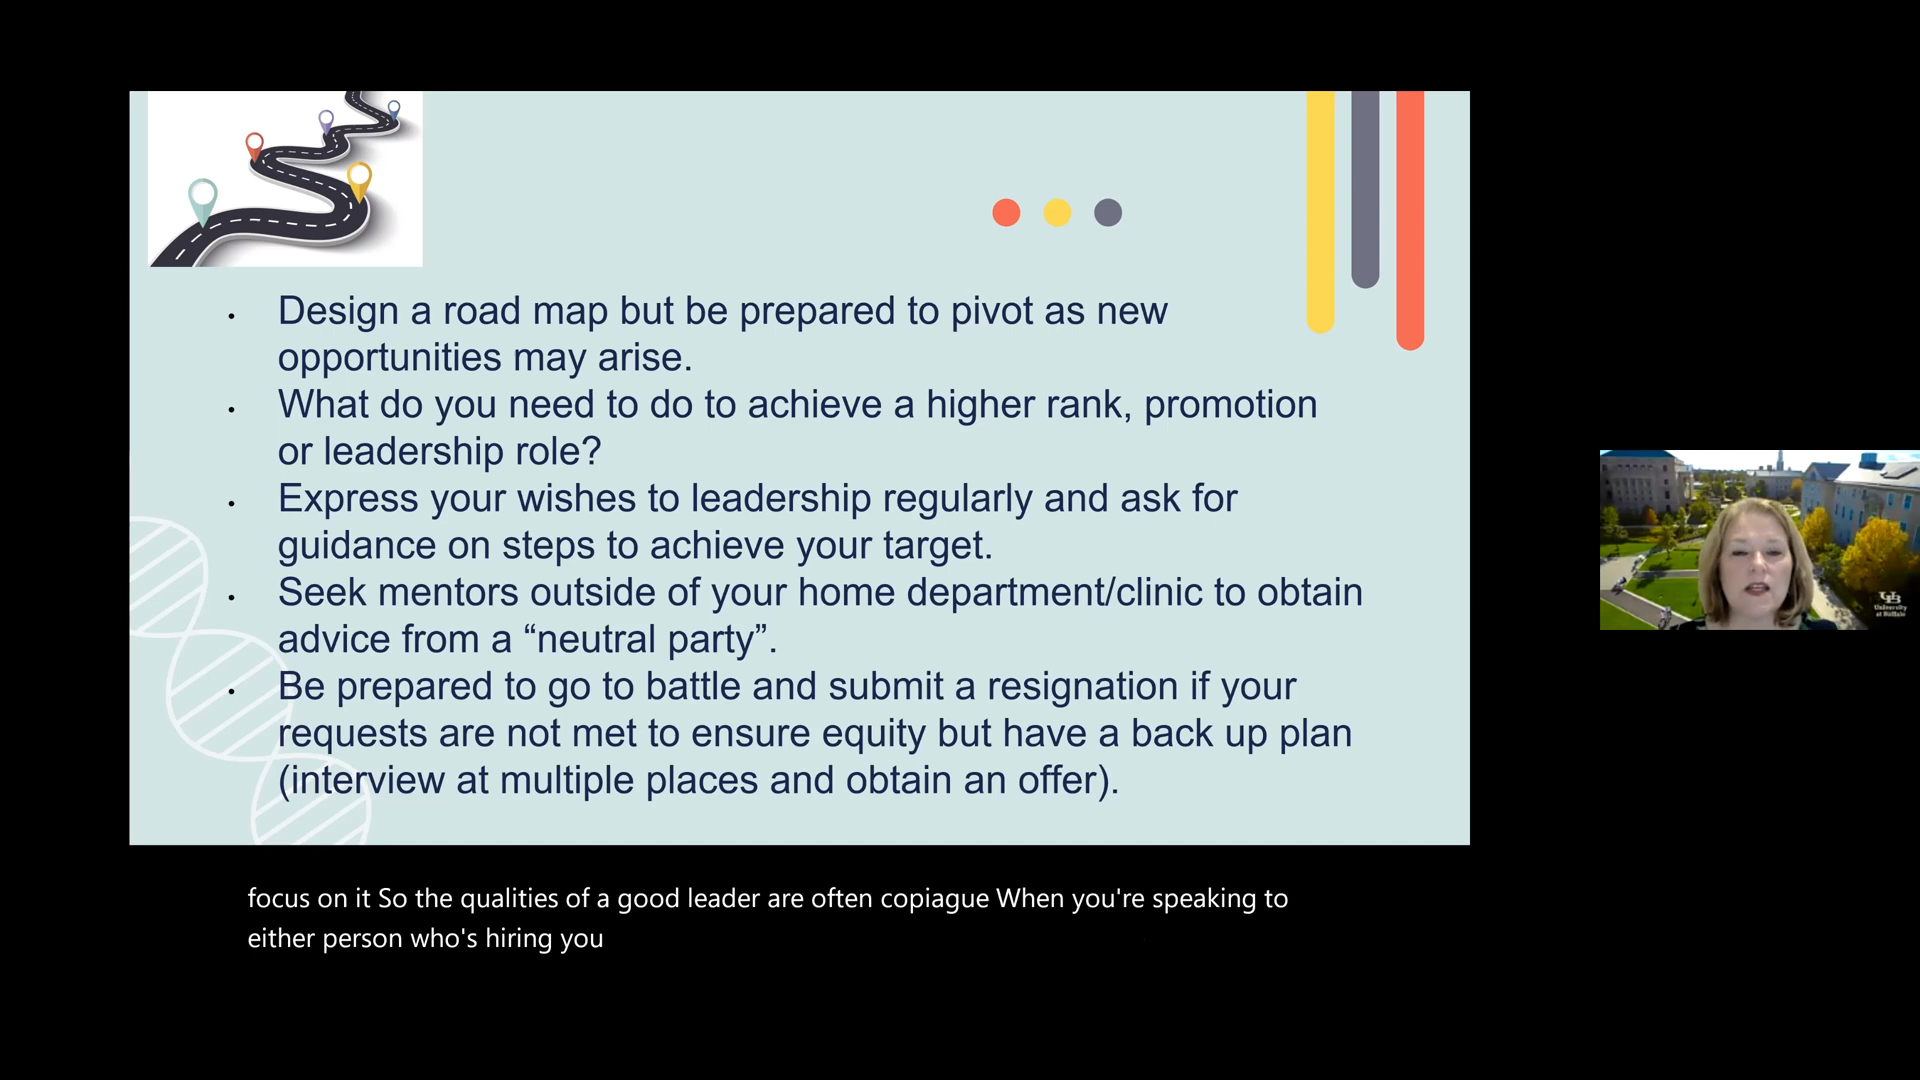 • Design a road map but be prepared to pivot as new
opportunities may arise.
• What do you need to do to achieve a higher rank, promotion
or leadership role?
• Express your wishes to leadership regularly and ask for
guidance on steps to achieve your target.
• Seek mentors outside of your home department/clinic to obtain
advice from a “neutral party”.
• Be prepared to go to battle and submit a resignation if your
requests are not met to ensure equity but have a back up plan
(interview at multiple places and obtain an offer).
UB
University
at Buffalo
focus on it So the qualities of a good leader are often copiague When you're speaking to
either person who's hiring you